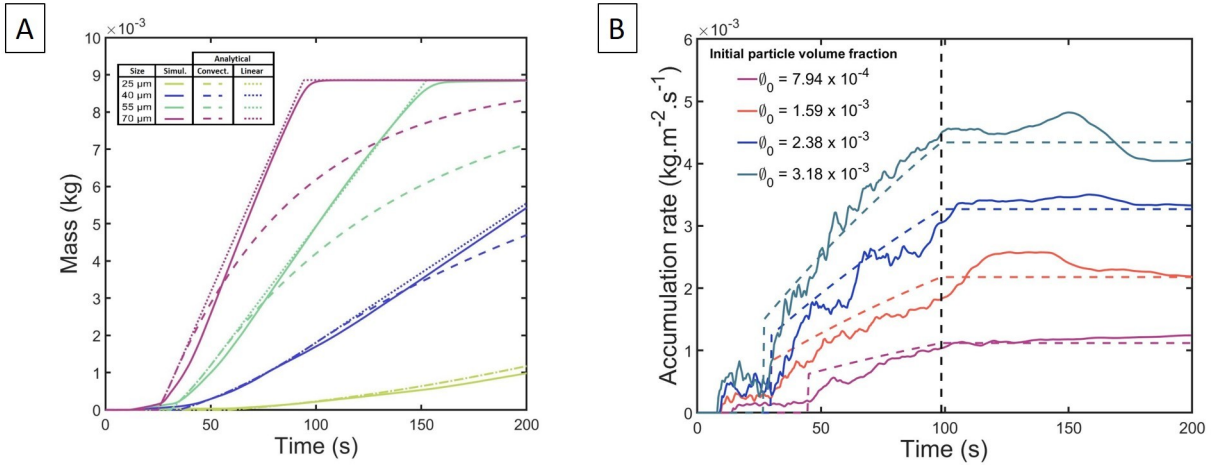 A
×10⁻³
10
9
8
7
6
5
4
3
2
1
0
Mass (kg)
0 50 100 150 200
Time (s)
Analytical
Size Simul. Convect. Linear
25 µm
40 µm
55 µm
70 µm
B
×10⁻³
6
5
4
3
2
1
0
Accumulation rate (kg.m⁻².s⁻¹)
0 50 100 150 200
Time (s)
Initial particle volume fraction
∅₀ = 7.94 x 10⁻⁴
∅₀ = 1.59 x 10⁻³
∅₀ = 2.38 x 10⁻³
∅₀ = 3.18 x 10⁻³